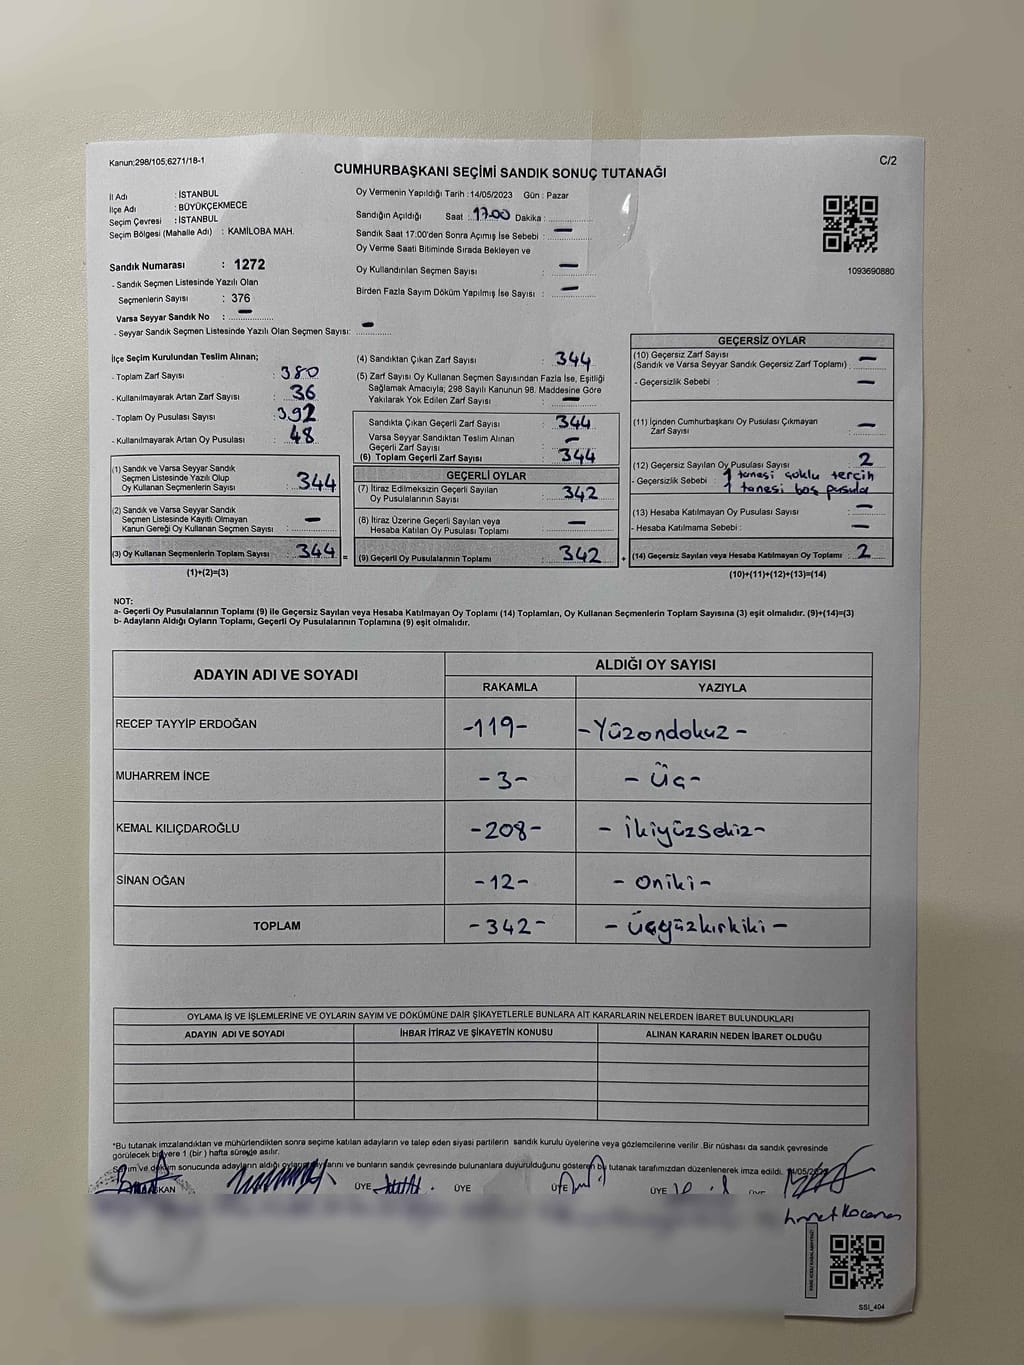 Kanun:298/105;6271/18-1
C/2
CUMHURBAŞKANI SEÇİMİ SANDIK SONUÇ TUTANAĞI
İl Adı : İSTANBUL
İlçe Adı : BÜYÜKÇEKMECE
Seçim Çevresi : İSTANBUL
Seçim Bölgesi (Mahalle Adı) : KAMİLOBA MAH.
Sandık Numarası : 1272
- Sandık Seçmen Listesinde Yazılı Olan
Seçmenlerin Sayısı : 376
Varsa Seyyar Sandık No : -
- Seyyar Sandık Seçmen Listesinde Yazılı Olan Seçmen Sayısı: -
Oy Vermenin Yapıldığı Tarih : 14/05/2023 Gün : Pazar
Sandığın Açıldığı Saat : 17.00 Dakika :
Sandık Saat 17:00'den Sonra Açımış İse Sebebi : -
Oy Verme Saati Bitiminde Sırada Bekleyen ve
Oy Kullandırılan Seçmen Sayısı : -
Birden Fazla Sayım Döküm Yapılmış İse Sayısı : -
1093690880
İlçe Seçim Kurulundan Teslim Alınan;
- Toplam Zarf Sayısı : 380
- Kullanılmayarak Artan Zarf Sayısı : 36
- Toplam Oy Pusulası Sayısı : 392
- Kullanılmayarak Artan Oy Pusulası : 48
(1) Sandık ve Varsa Seyyar Sandık
Seçmen Listesinde Yazılı Olup
Oy Kullanan Seçmenlerin Sayısı : 344
(2) Sandık ve Varsa Seyyar Sandık
Seçmen Listesinde Kayıtlı Olmayan
Kanun Gereği Oy Kullanan Seçmen Sayısı : -
(3) Oy Kullanan Seçmenlerin Toplam Sayısı : 344 =
(1)+(2)=(3)
(4) Sandıktan Çıkan Zarf Sayısı : 344
(5) Zarf Sayısı Oy Kullanan Seçmen Sayısından Fazla İse, Eşitliği
Sağlamak Amacıyla; 298 Sayılı Kanunun 98. Maddesine Göre
Yakılarak Yok Edilen Zarf Sayısı : -
Sandıkta Çıkan Geçerli Zarf Sayısı : 344
Varsa Seyyar Sandıktan Teslim Alınan
Geçerli Zarf Sayısı : -
(6) Toplam Geçerli Zarf Sayısı : 344
GEÇERLİ OYLAR
(7) İtiraz Edilmeksizin Geçerli Sayılan
Oy Pusulalarının Sayısı : 342
(8) İtiraz Üzerine Geçerli Sayılan veya
Hesaba Katılan Oy Pusulası Toplamı : -
(9) Geçerli Oy Pusulalarının Toplamı : 342 +
GEÇERSİZ OYLAR
(10) Geçersiz Zarf Sayısı
(Sandık ve Varsa Seyyar Sandık Geçersiz Zarf Toplamı) : -
- Geçersizlik Sebebi : -
(11) İçinden Cumhurbaşkanı Oy Pusulası Çıkmayan
Zarf Sayısı : -
(12) Geçersiz Sayılan Oy Pusulası Sayısı : 2
- Geçersizlik Sebebi : 1 tanesi çoklu tercih
1 tanesi boş pusula
(13) Hesaba Katılmayan Oy Pusulası Sayısı : -
- Hesaba Katılmama Sebebi : -
(14) Geçersiz Sayılan veya Hesaba Katılmayan Oy Toplamı : 2
(10)+(11)+(12)+(13)=(14)
NOT:
a- Geçerli Oy Pusulalarının Toplamı (9) ile Geçersiz Sayılan veya Hesaba Katılmayan Oy Toplamı (14) Toplamları, Oy Kullanan Seçmenlerin Toplam Sayısına (3) eşit olmalıdır. (9)+(14)=(3)
b- Adayların Aldığı Oyların Toplamı, Geçerli Oy Pusulalarının Toplamına (9) eşit olmalıdır.
ADAYIN ADI VE SOYADI ALDIĞI OY SAYISI
RAKAMLA YAZIYLA
RECEP TAYYİP ERDOĞAN -119- -Yüzondokuz-
MUHARREM İNCE -3- -Üç-
KEMAL KILIÇDAROĞLU -208- -İkiyüzsekiz-
SİNAN OĞAN -12- -Oniki-
TOPLAM -342- -Üçyüzkırkiki-
OYLAMA İŞ VE İŞLEMLERİNE VE OYLARIN SAYIM VE DÖKÜMÜNE DAİR ŞİKAYETLERLE BUNLARA AİT KARARLARIN NELERDEN İBARET BULUNDUKLARI
ADAYIN ADI VE SOYADI İHBAR İTİRAZ VE ŞİKAYETİN KONUSU ALINAN KARARIN NEDEN İBARET OLDUĞU
*Bu tutanak imzalandıktan ve mühürlendikten sonra seçime katılan adayların ve talep eden siyasi partilerin sandık kurulu üyelerine veya gözlemcilerine verilir .Bir nüshası da sandık çevresinde
görülecek bir yere 1 (bir ) hafta süreyle asılır.
ve döküm sonucunda adayların aldığı ve bunların sandık çevresinde bulunanlara duyurulduğunu gösteren bu tutanak tarafımızdan düzenlenerek imza edildi.
ÜYE ÜYE ÜYE ÜYE
SSI_404